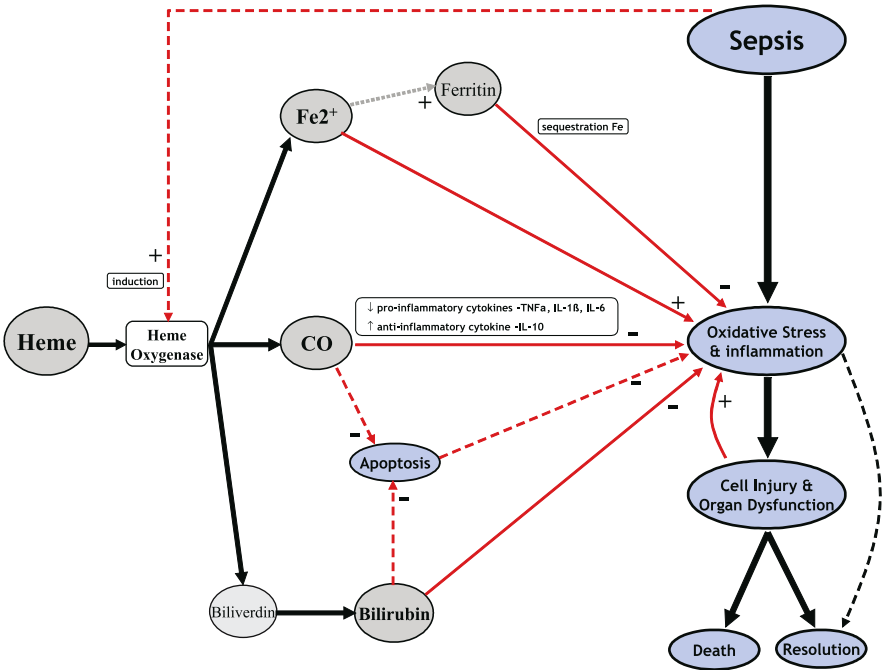 Sepsis
Fe2+
+
Ferritin
sequestration Fe
+
induction
-
↓ pro-inflammatory cytokines -TNFa, IL-1ß, IL-6
↑ anti-inflammatory cytokine -IL-10
+
Heme
Heme
Oxygenase
CO
-
Oxidative Stress
& inflammation
-
-
+
-
Apoptosis
-
Cell Injury &
Organ Dysfunction
Biliverdin
Bilirubin
Death
Resolution